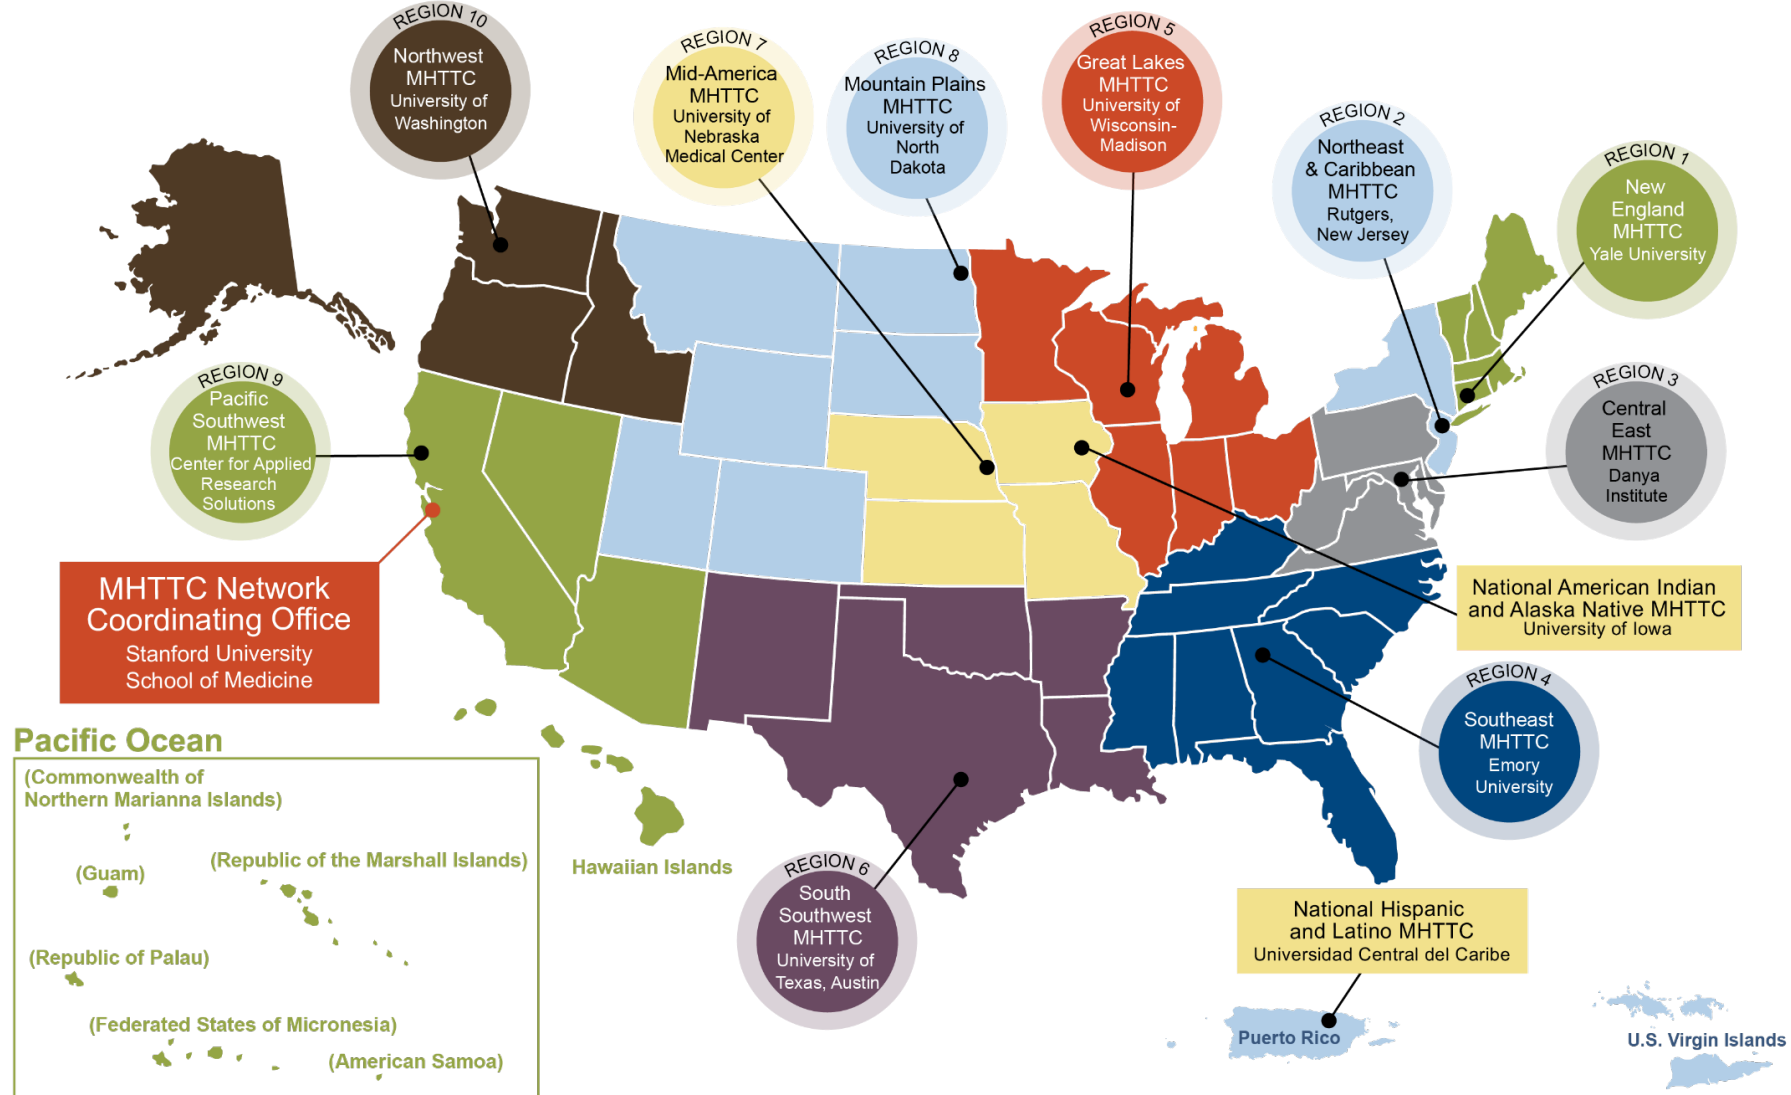 REGION 10
Northwest
MHTTC
University of
Washington
REGION 7
Mid-America
MHTTC
University of
Nebraska
Medical Center
REGION 8
Mountain Plains
MHTTC
University of
North
Dakota
REGION 5
Great Lakes
MHTTC
University of
Wisconsin-
Madison
REGION 2
Northeast
& Caribbean
MHTTC
Rutgers,
New Jersey
REGION 1
New
England
MHTTC
Yale University
REGION 9
Pacific
Southwest
MHTTC
Center for Applied
Research
Solutions
REGION 3
Central
East
MHTTC
Danya
Institute
MHTTC Network
Coordinating Office
Stanford University
School of Medicine
National American Indian
and Alaska Native MHTTC
University of Iowa
REGION 4
Southeast
MHTTC
Emory
University
Pacific Ocean
(Commonwealth of
Northern Marianna Islands)
(Guam)
(Republic of the Marshall Islands)
(Republic of Palau)
(Federated States of Micronesia)
(American Samoa)
Hawaiian Islands
REGION 6
South
Southwest
MHTTC
University of
Texas, Austin
National Hispanic
and Latino MHTTC
Universidad Central del Caribe
Puerto Rico
U.S. Virgin Islands